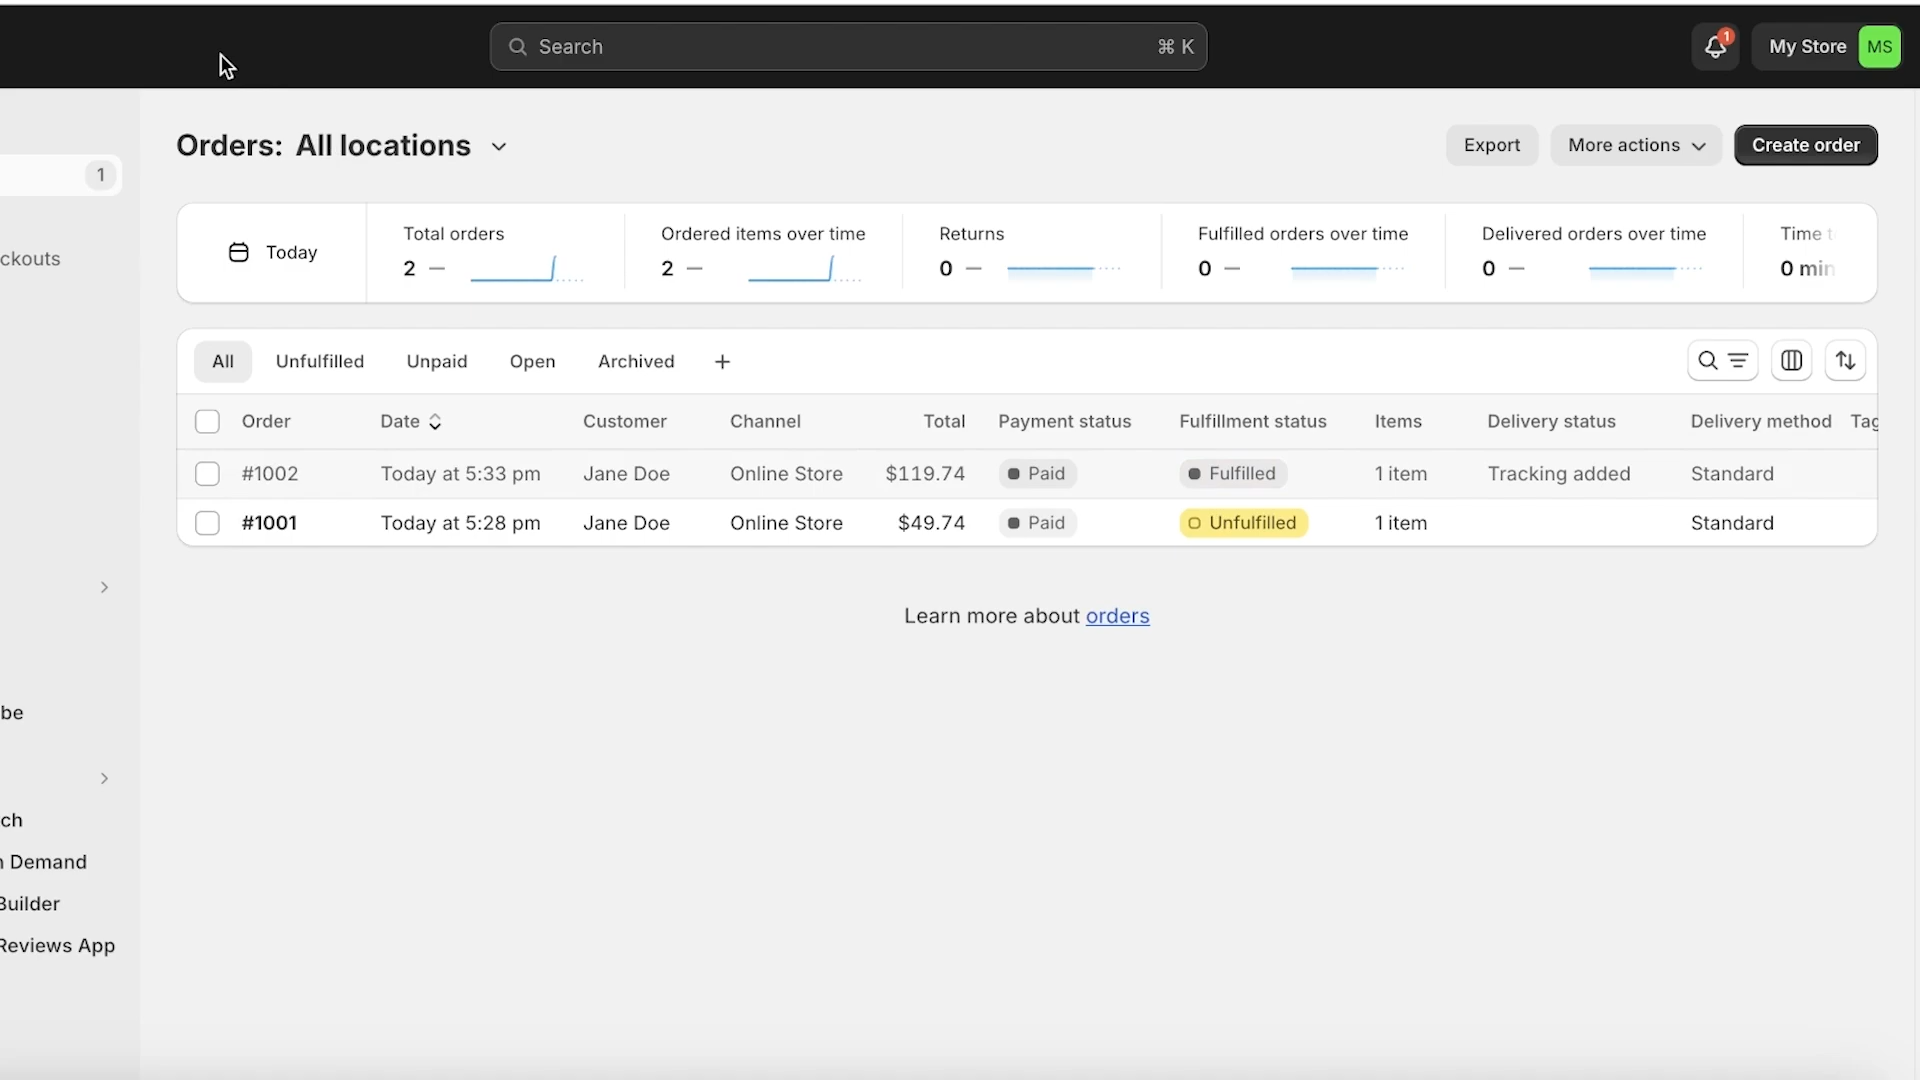 Search ⌘ K
1
My Store MS
Orders: All locations
Export More actions Create order
1
ckouts
be
ch
n Demand
Builder
Reviews App
Today
Total orders
2 —
Ordered items over time
2 —
Returns
0 —
Fulfilled orders over time
0 —
Delivered orders over time
0 —
Time t
0 min
All Unfulfilled Unpaid Open Archived +
Order Date Customer Channel Total Payment status Fulfillment status Items Delivery status Delivery method Tag
#1002 Today at 5:33 pm Jane Doe Online Store $119.74 Paid Fulfilled 1 item Tracking added Standard
#1001 Today at 5:28 pm Jane Doe Online Store $49.74 Paid Unfulfilled 1 item Standard
Learn more about orders